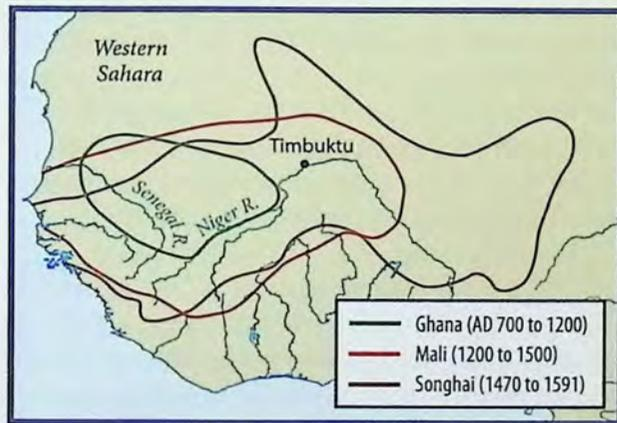 Western
Sahara
Timbuktu
Senegal R.
Niger R.
Ghana (AD 700 to 1200)
Mali (1200 to 1500)
Songhai (1470 to 1591)